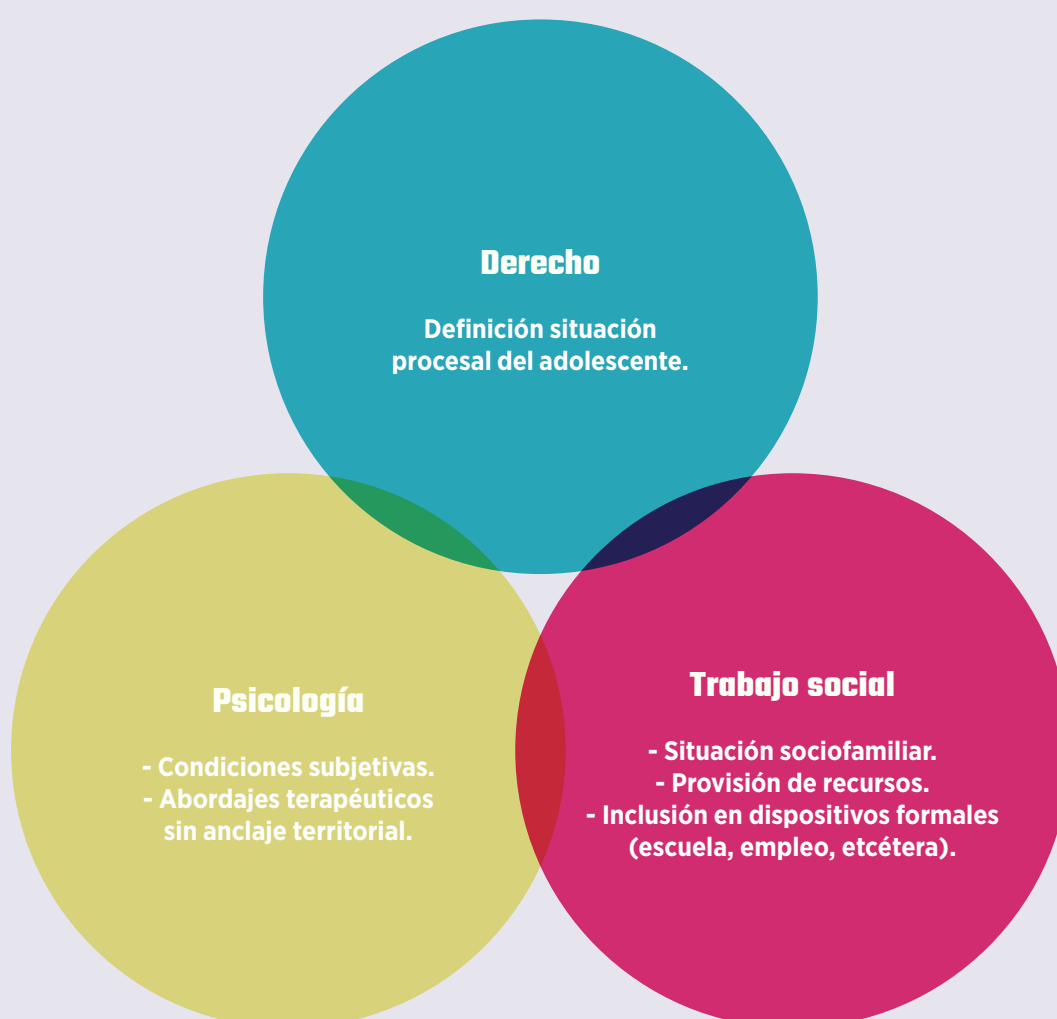 Derecho
Definición situación
procesal del adolescente.
Psicología
- Condiciones subjetivas.
- Abordajes terapéuticos
sin anclaje territorial.
Trabajo social
- Situación sociofamiliar.
- Provisión de recursos.
- Inclusión en dispositivos formales
(escuela, empleo, etcétera).